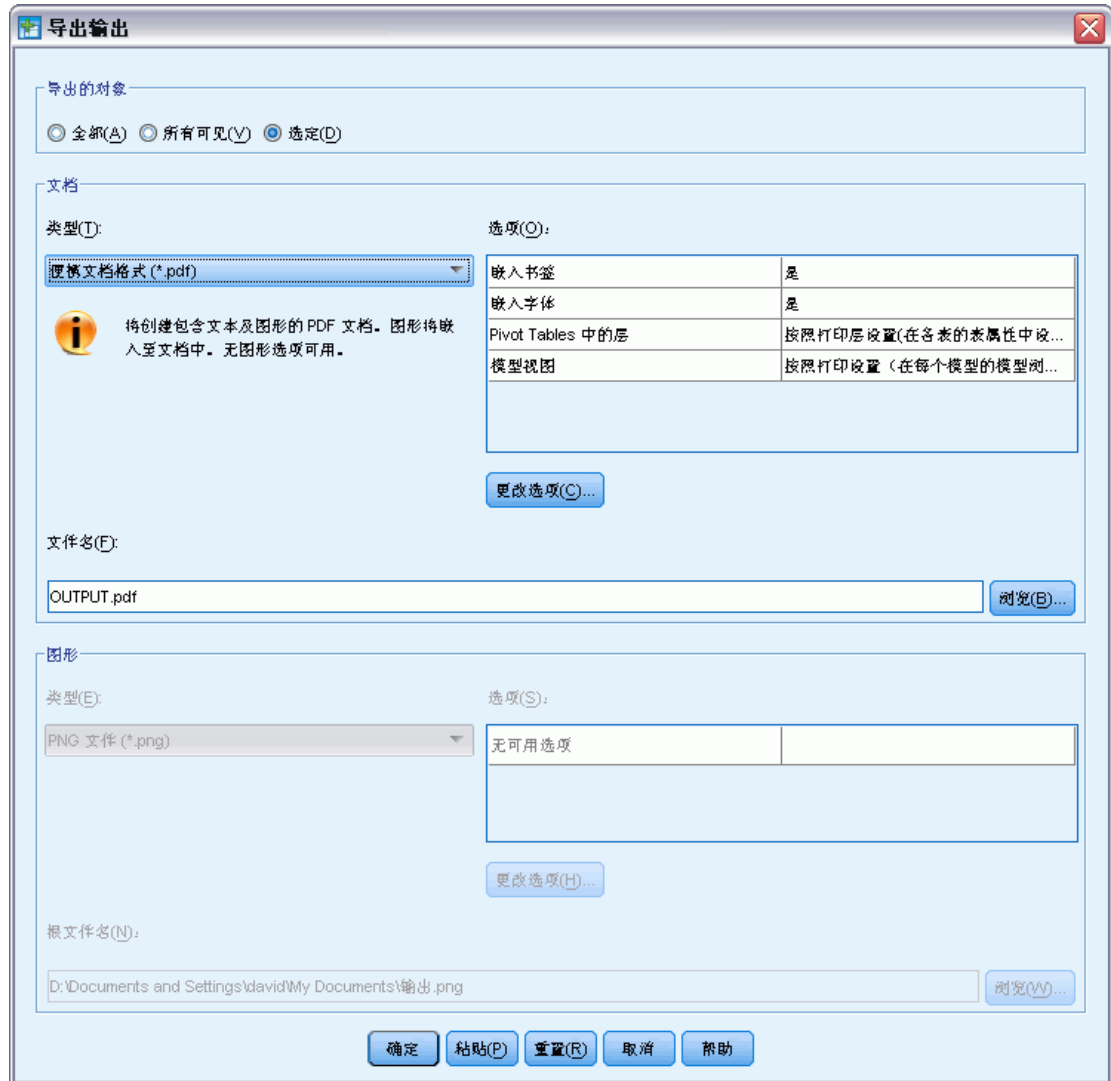 导出输出
导出的对象
全部(A) 所有可见(V) 选定(D)
文档
类型(T):
选项(O):
便携文档格式 (*.pdf)
将创建包含文本及图形的 PDF 文档。图形将嵌
入至文档中。无图形选项可用。
嵌入书签 是
嵌入字体 是
Pivot Tables 中的层 按照打印层设置(在各表的表属性中设...
模型视图 按照打印设置（在每个模型的模型浏...
更改选项(C)...
文件名(F):
OUTPUT.pdf
浏览(B)...
图形
类型(E):
选项(S):
PNG 文件 (*.png)
无可用选项
更改选项(H)...
根文件名(N):
D:\Documents and Settings\david\My Documents\输出.png
浏览(W)...
确定 粘贴(P) 重置(R) 取消 帮助